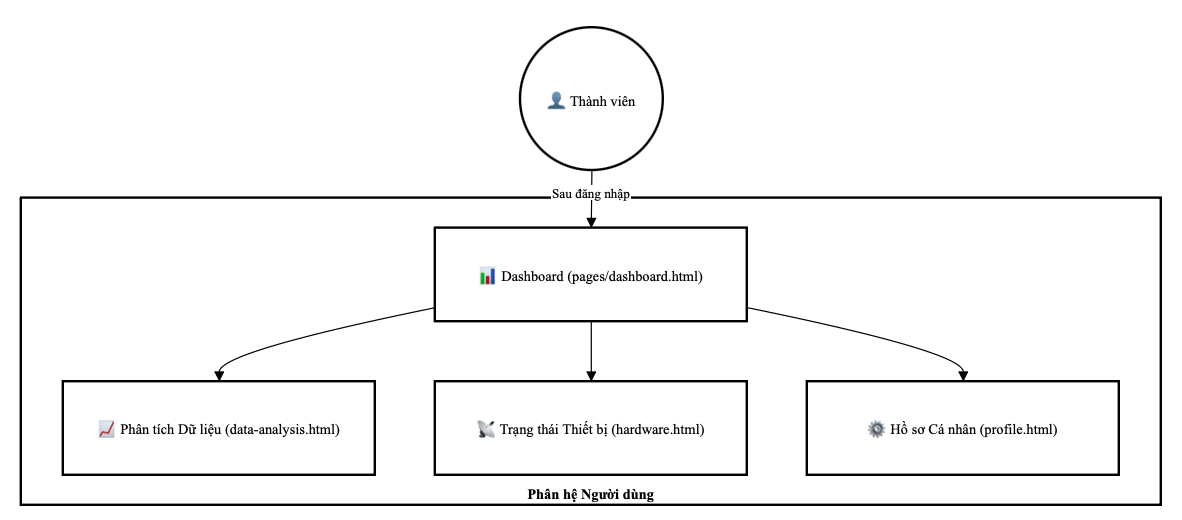 Thành viên
Sau đăng nhập
Dashboard (pages/dashboard.html)
Phân tích Dữ liệu (data-analysis.html)
Trạng thái Thiết bị (hardware.html)
Hồ sơ Cá nhân (profile.html)
Phân hệ Người dùng